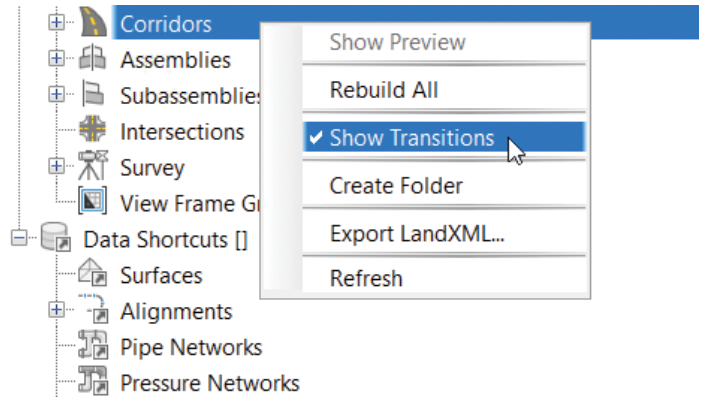 Corridors
Assemblies
Subassemblies
Intersections
Survey
View Frame G
Data Shortcuts []
Surfaces
Alignments
Pipe Networks
Pressure Networks
Show Preview
Rebuild All
Show Transitions
Create Folder
Export LandXML...
Refresh